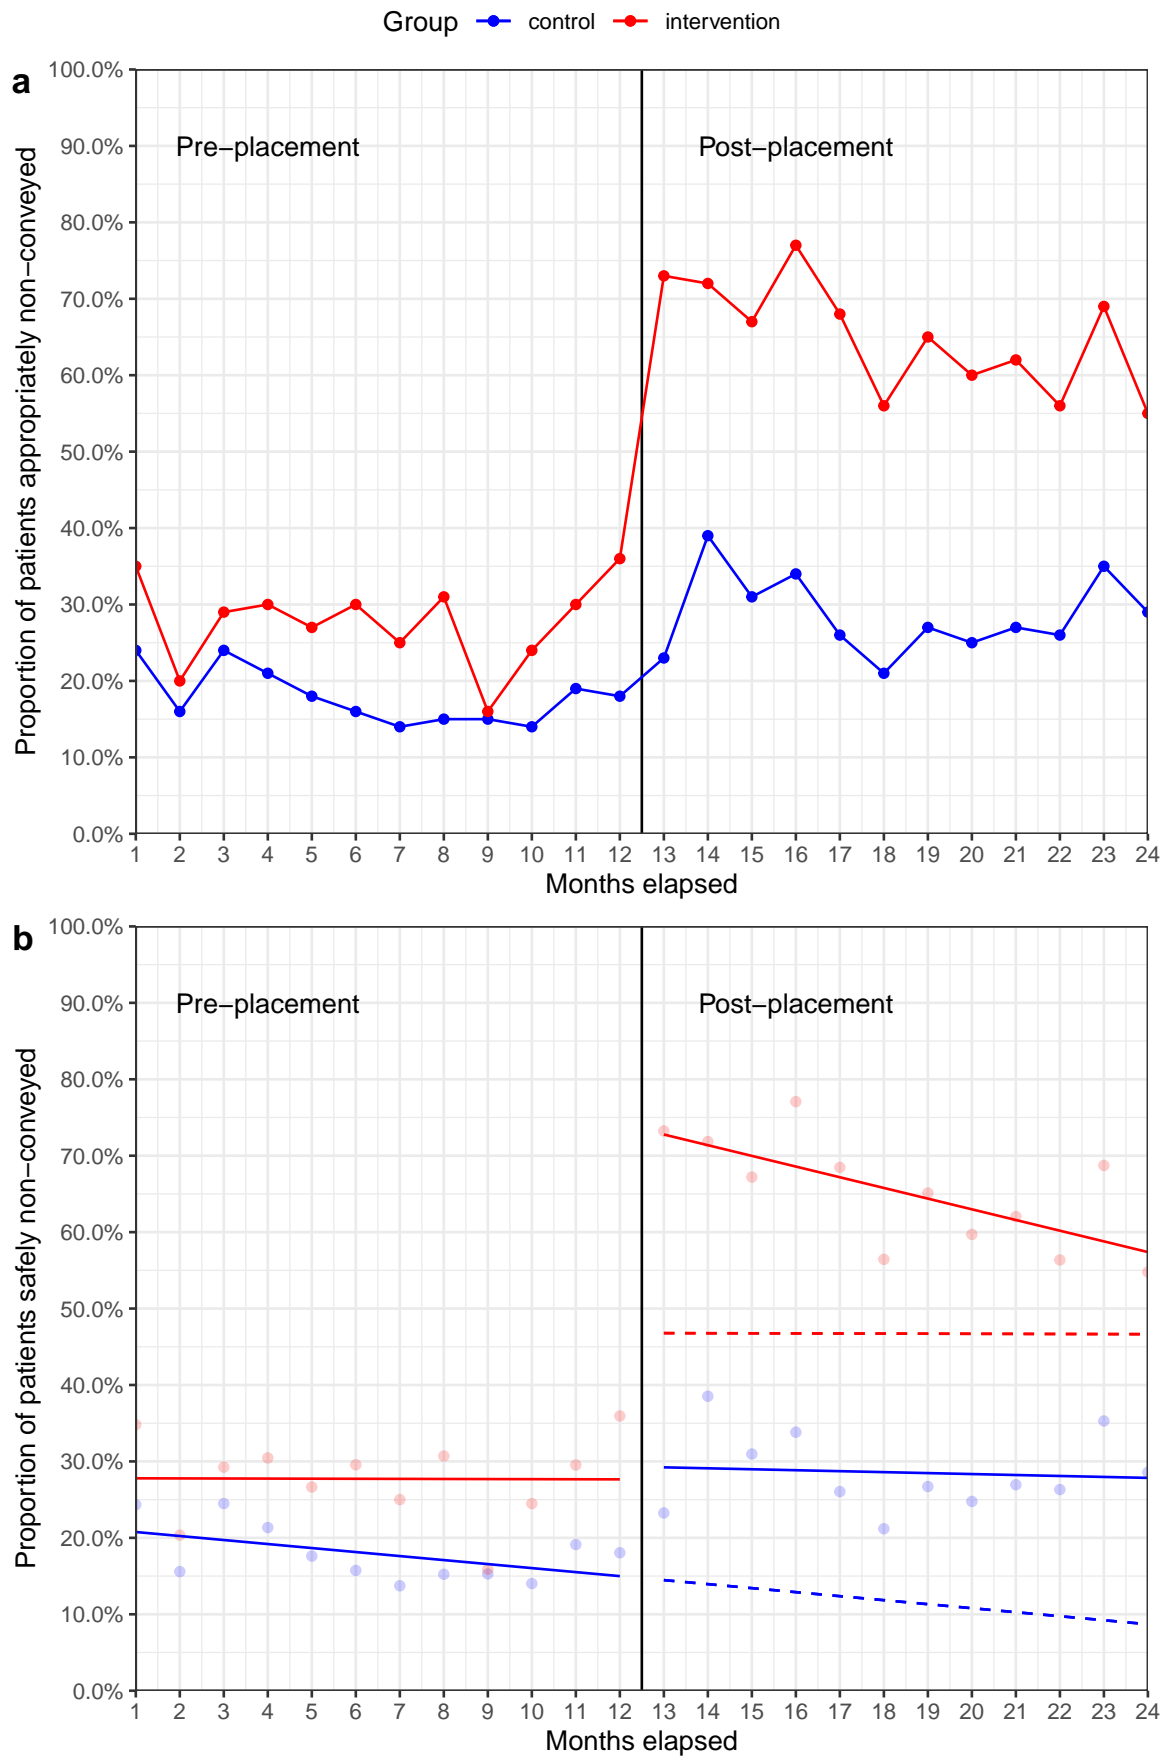 Group control intervention
a
Proportion of patients appropriately non−conveyed
100.0%
90.0%
80.0%
70.0%
60.0%
50.0%
40.0%
30.0%
20.0%
10.0%
0.0%
Pre−placement
Post−placement
1 2 3 4 5 6 7 8 9 10 11 12 13 14 15 16 17 18 19 20 21 22 23 24
Months elapsed
b
Proportion of patients safely non−conveyed
100.0%
90.0%
80.0%
70.0%
60.0%
50.0%
40.0%
30.0%
20.0%
10.0%
0.0%
Pre−placement
Post−placement
1 2 3 4 5 6 7 8 9 10 11 12 13 14 15 16 17 18 19 20 21 22 23 24
Months elapsed